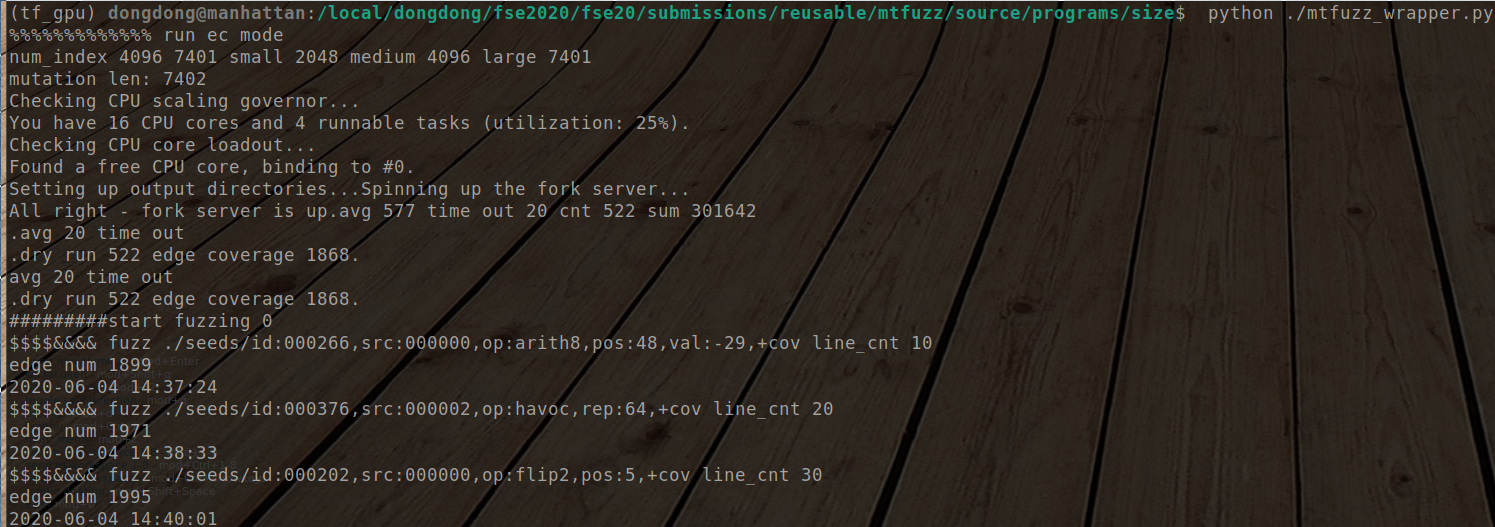 (tf_gpu) dongdong@manhattan:/local/dongdong/fse2020/fse20/submissions/reusable/mtfuzz/source/programs/size$  python ./mtfuzz_wrapper.py
%%%%%%%%%%%%% run ec mode
num_index 4096 7401 small 2048 medium 4096 large 7401
mutation len: 7402
Checking CPU scaling governor...
You have 16 CPU cores and 4 runnable tasks (utilization: 25%).
Checking CPU core loadout...
Found a free CPU core, binding to #0.
Setting up output directories...Spinning up the fork server...
All right - fork server is up.avg 577 time out 20 cnt 522 sum 301642
.avg 20 time out
.dry run 522 edge coverage 1868.
avg 20 time out
.dry run 522 edge coverage 1868.
#########start fuzzing 0
$$$$&&&& fuzz ./seeds/id:000266,src:000000,op:arith8,pos:48,val:-29,+cov line_cnt 10
edge num 1899
2020-06-04 14:37:24
$$$$&&&& fuzz ./seeds/id:000376,src:000002,op:havoc,rep:64,+cov line_cnt 20
edge num 1971
2020-06-04 14:38:33
$$$$&&&& fuzz ./seeds/id:000202,src:000000,op:flip2,pos:5,+cov line_cnt 30
edge num 1995
2020-06-04 14:40:01